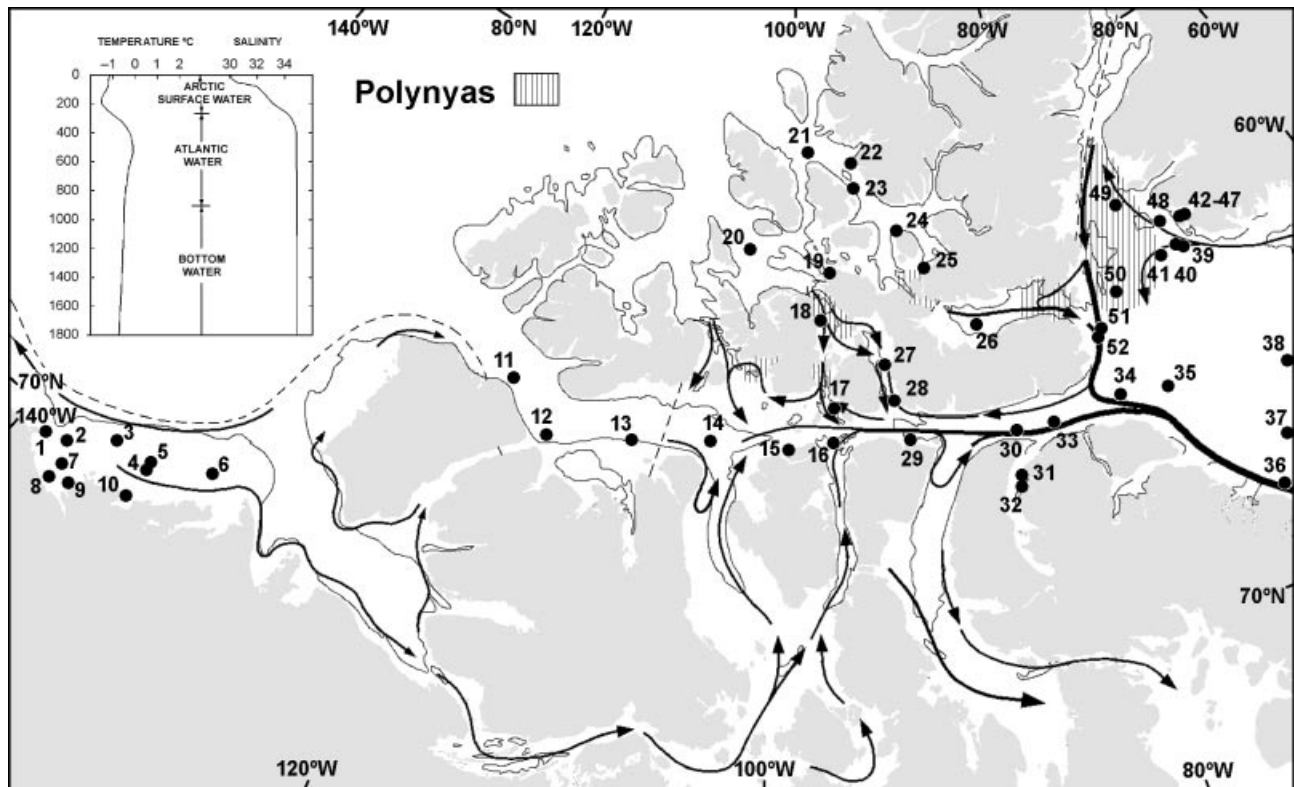 140ºW 80ºN 120ºW 100ºW 80ºW 80ºN 60ºW
TEMPERATURE ºC SALINITY
–1 0 1 2 30 32 34
0
ARCTIC
SURFACE WATER
200
400
ATLANTIC
WATER
600
800
1000
1200
BOTTOM
WATER
1400
1600
1800
Polynyas
60ºW
21
22
23
49 48 42-47
20 24
19 25
39
41 40
50
18
26
51
52
38
27
11
34 35
17 28
70ºN
140ºW
37
12 13 14
15 16 29 30 33
1 2 3
4 5 6
7
8 9 10
31
32
36
70ºN
120ºW 100ºW 80ºW